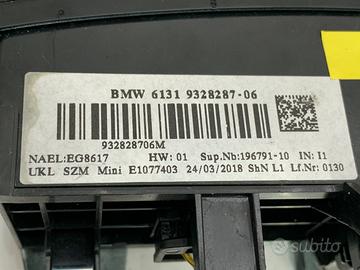 BMW 6131 9328287-06
932828706M
NAEL:EG8617 HW: 01 Sup.Nb:196791-10 IN: I1
UKL SZM Mini E1077403 24/03/2018 ShN L1 Lf.Nr: 0130
subito